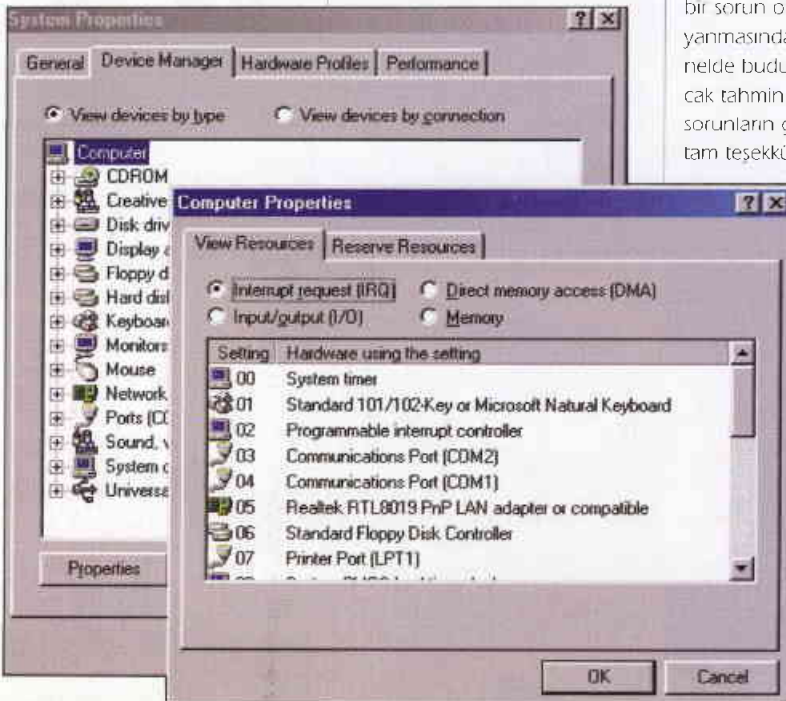 System Properties
General Device Manager Hardware Profiles Performance
View devices by type View devices by connection
Computer
CDROM
Creative
Disk driv
Display
Floppy d
Hard disk
Keyboar
Monitors
Mouse
Network
Ports (CO
Sound, v
System
Universa
Properties
Computer Properties
View Resources Reserve Resources
Interrupt request (IRQ) Direct memory access (DMA)
Input/output (I/O) Memory
Setting Hardware using the setting
00 System timer
01 Standard 101/102-Key or Microsoft Natural Keyboard
02 Programmable interrupt controller
03 Communications Port (COM2)
04 Communications Port (COM1)
05 Realtek RTL8019 PnP LAN adapter or compatible
06 Standard Floppy Disk Controller
07 Printer Port (LPT1)
OK Cancel
bir sorun o
yanmasında
nelde budu
cak tahmin
sorunların
tam teşekkü